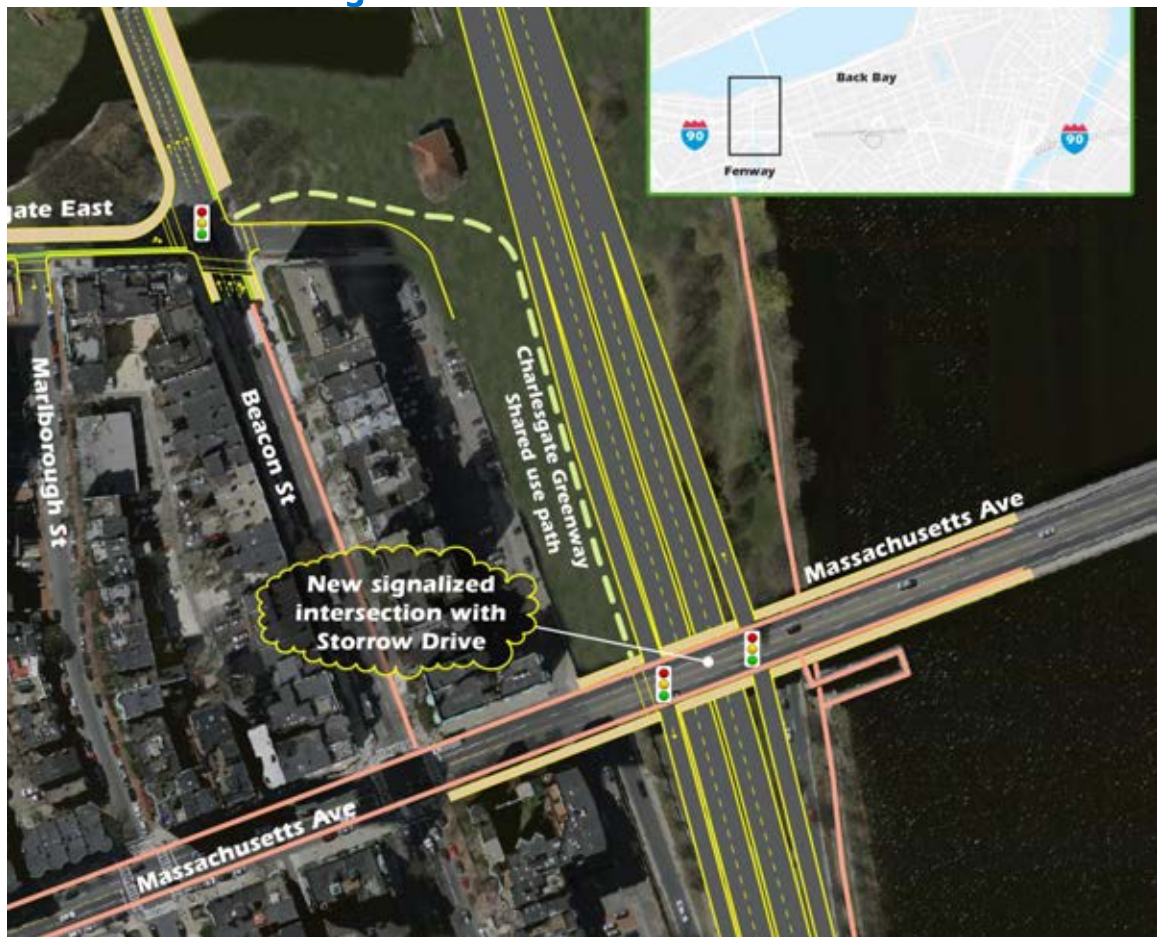 Back Bay
90
90
Fenway
gate East
Marlborough St
Beacon St
Charlesgate Greenway
Shared use path
Massachusetts Ave
New signalized
intersection with
Storrow Drive
Massachusetts Ave